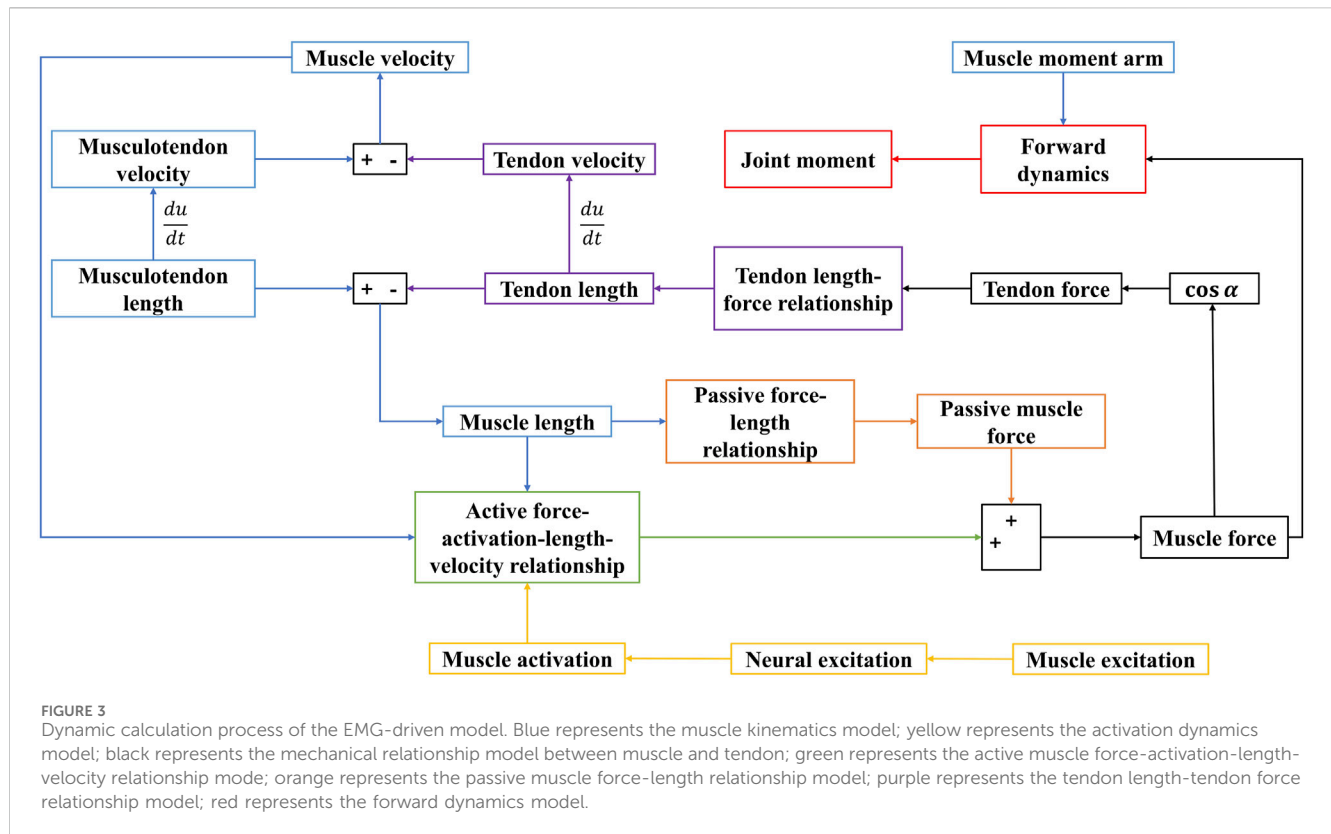 Muscle velocity
Muscle moment arm
Musculotendon
velocity
+ -
Tendon velocity
Joint moment
Forward
dynamics
du
dt
du
dt
Musculotendon
length
+ -
Tendon length
Tendon length-
force relationship
Tendon force
cos α
Muscle length
Passive force-
length
relationship
Passive muscle
force
Active force-
activation-length-
velocity relationship
+
+
Muscle force
Muscle activation
Neural excitation
Muscle excitation
FIGURE 3
Dynamic calculation process of the EMG-driven model. Blue represents the muscle kinematics model; yellow represents the activation dynamics
model; black represents the mechanical relationship model between muscle and tendon; green represents the active muscle force-activation-length-
velocity relationship mode; orange represents the passive muscle force-length relationship model; purple represents the tendon length-tendon force
relationship model; red represents the forward dynamics model.